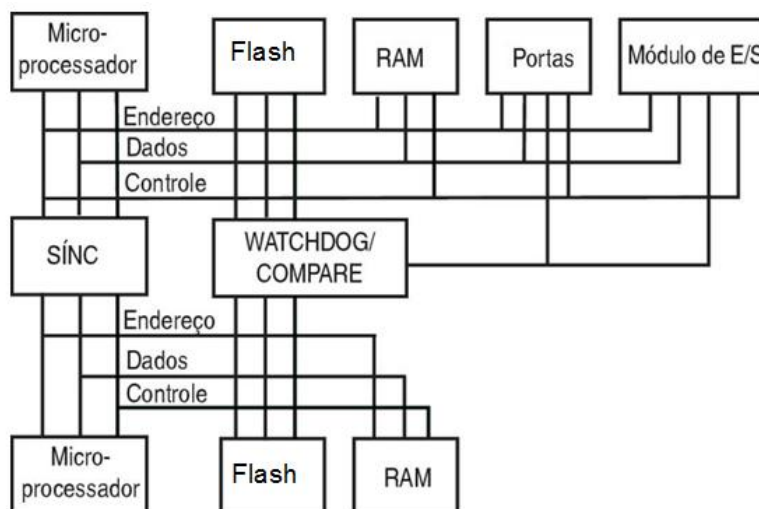 Micro-
processador
Flash
RAM
Portas
Módulo de E/S
Endereço
Dados
Controle
SÍNC
WATCHDOG/
COMPARE
Endereço
Dados
Controle
Micro-
processador
Flash
RAM